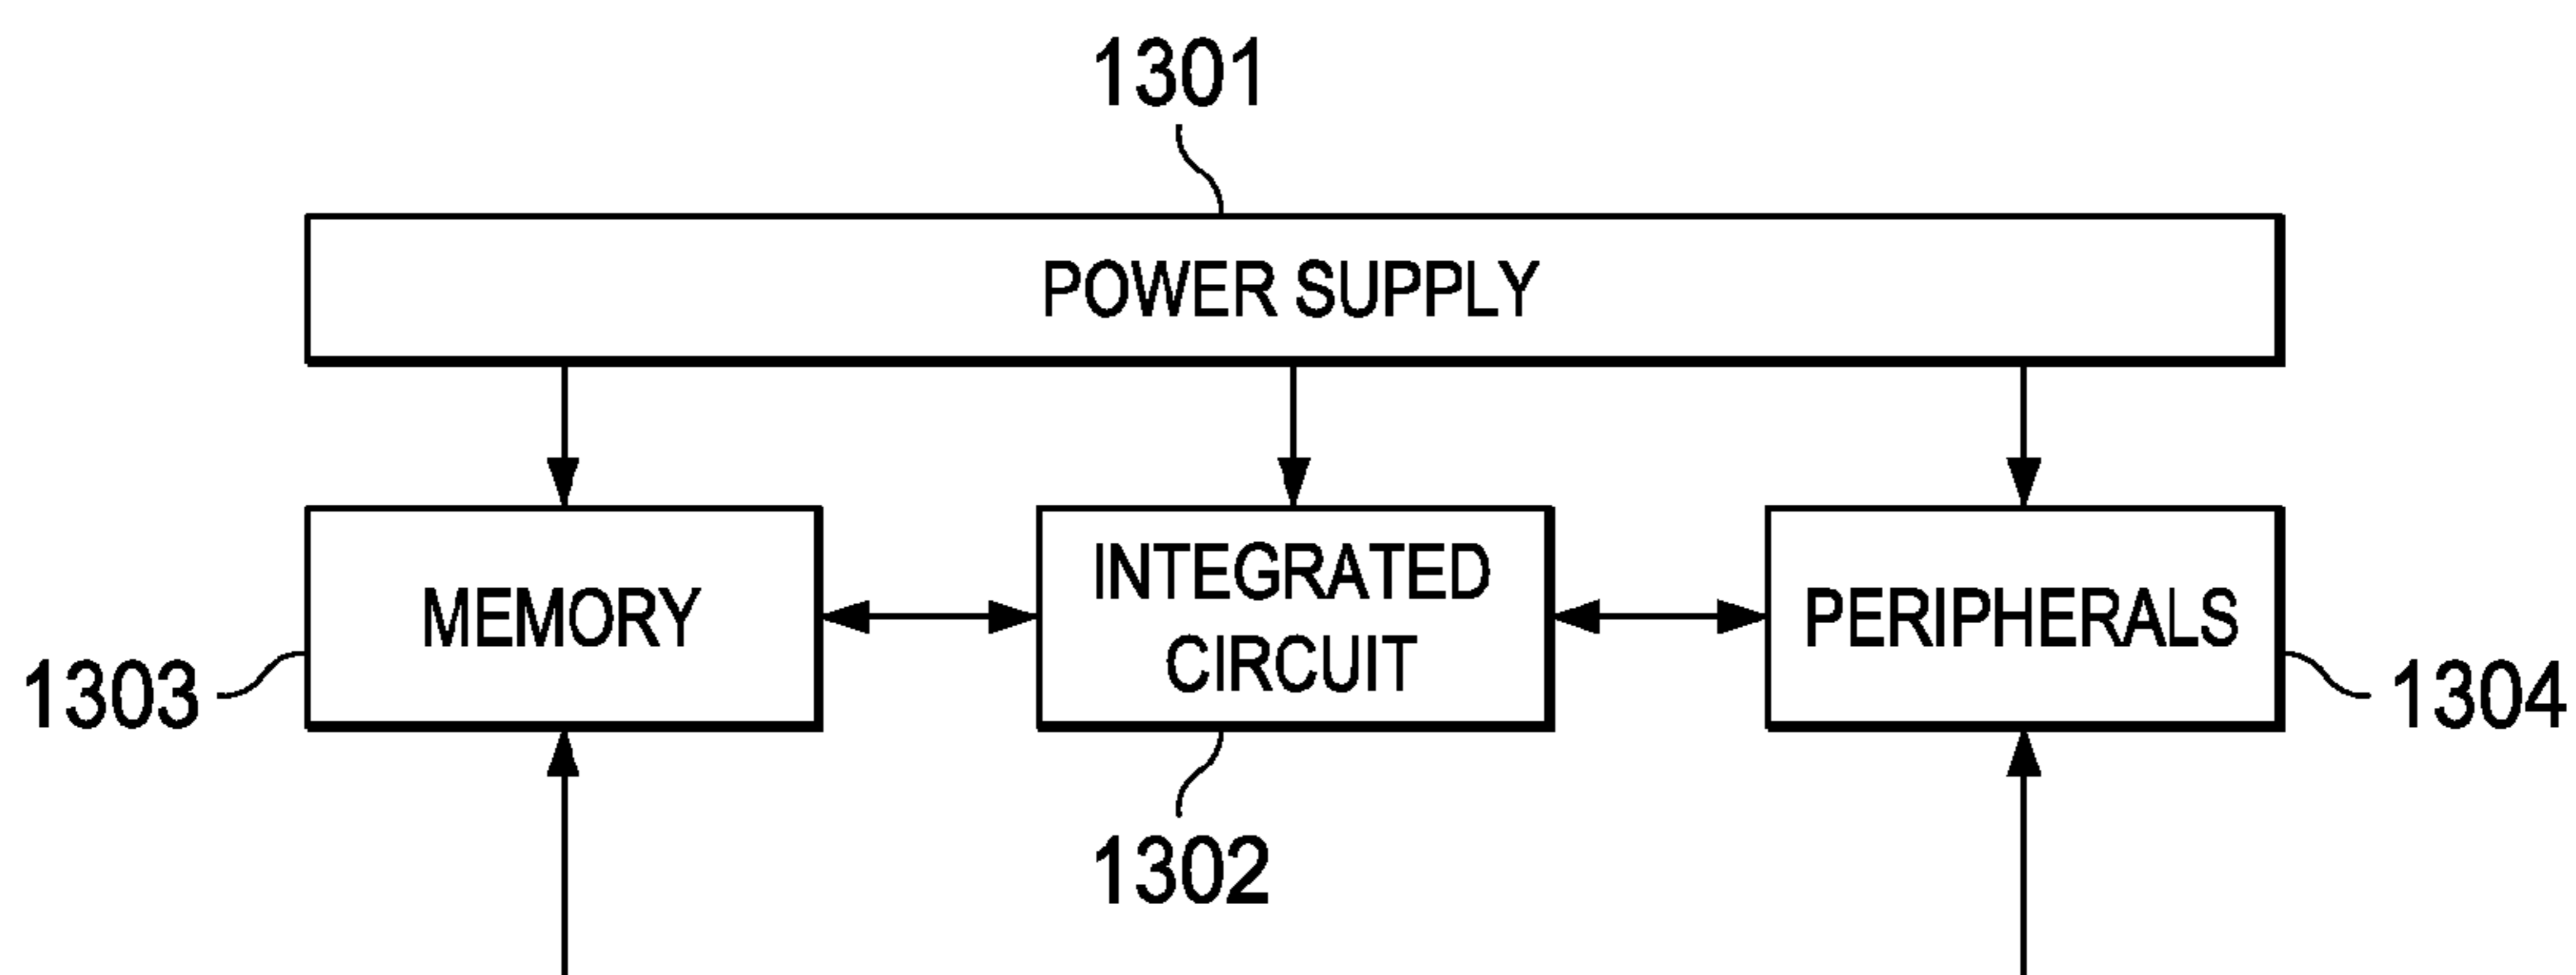 1301
POWER SUPPLY
MEMORY
INTEGRATED
CIRCUIT
PERIPHERALS
1303
1304
1302